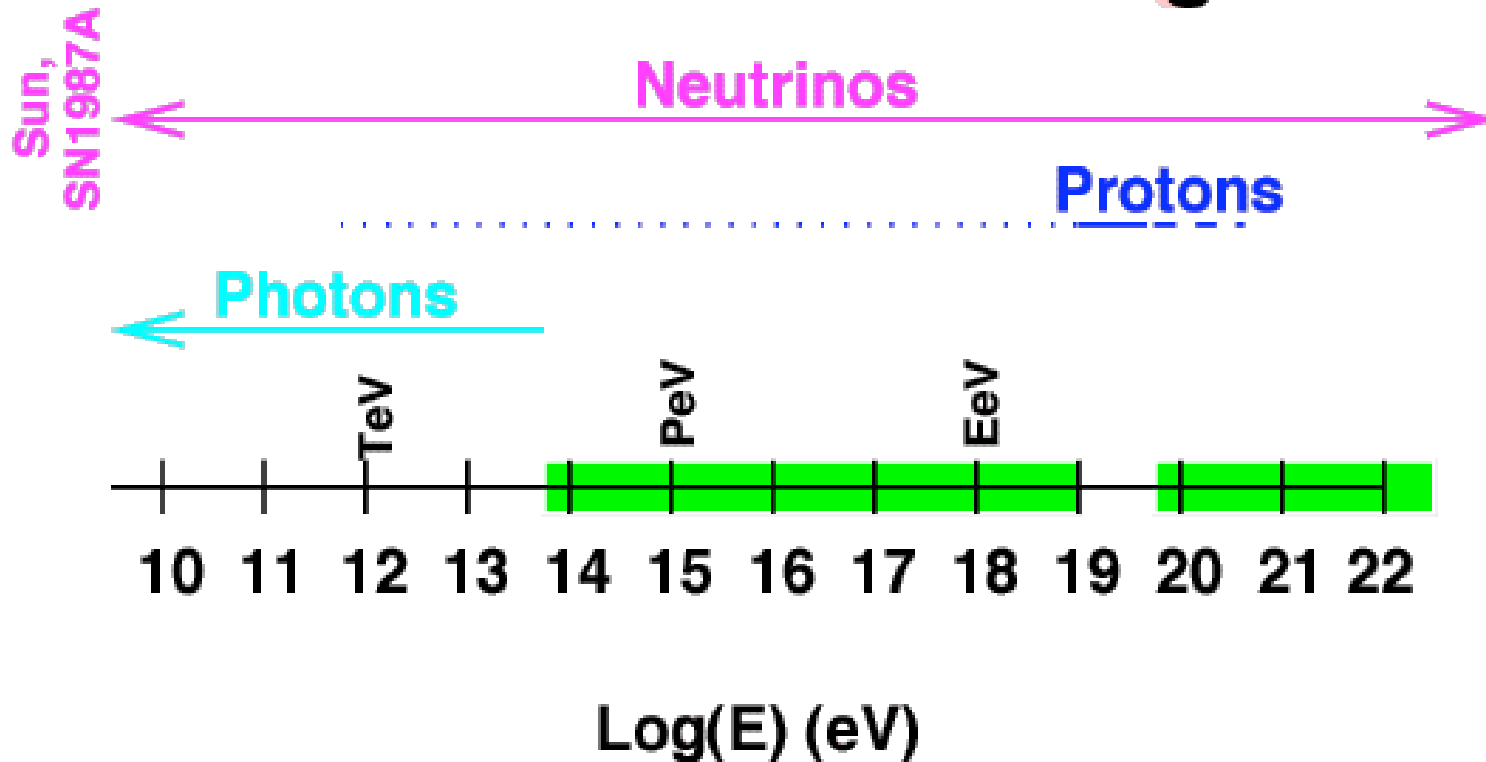 Sun,
SN1987A
Neutrinos
Protons
Photons
TeV
PeV
EeV
10 11 12 13 14 15 16 17 18 19 20 21 22
Log(E) (eV)